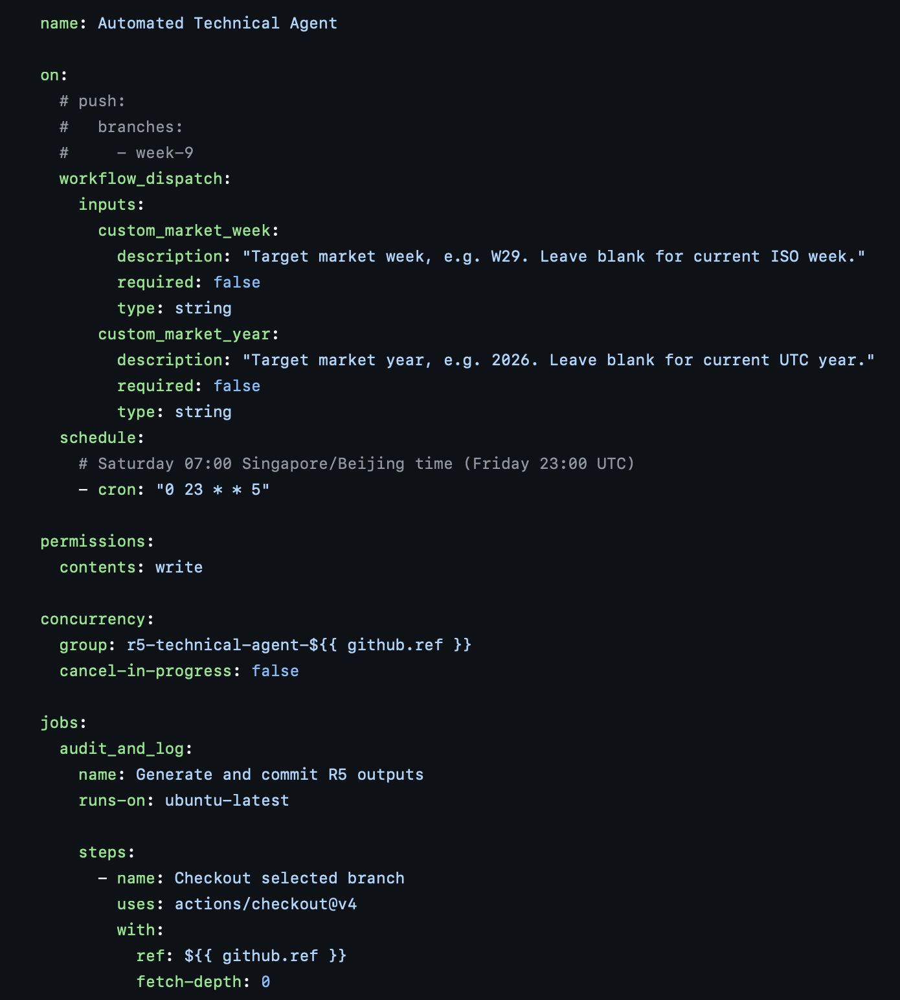 name: Automated Technical Agent

on:
  # push:
  #   branches:
  #     - week-9
  workflow_dispatch:
    inputs:
      custom_market_week:
        description: "Target market week, e.g. W29. Leave blank for current ISO week."
        required: false
        type: string
      custom_market_year:
        description: "Target market year, e.g. 2026. Leave blank for current UTC year."
        required: false
        type: string
  schedule:
    # Saturday 07:00 Singapore/Beijing time (Friday 23:00 UTC)
    - cron: "0 23 * * 5"

permissions:
  contents: write

concurrency:
  group: r5-technical-agent-${{ github.ref }}
  cancel-in-progress: false

jobs:
  audit_and_log:
    name: Generate and commit R5 outputs
    runs-on: ubuntu-latest

    steps:
      - name: Checkout selected branch
        uses: actions/checkout@v4
        with:
          ref: ${{ github.ref }}
          fetch-depth: 0